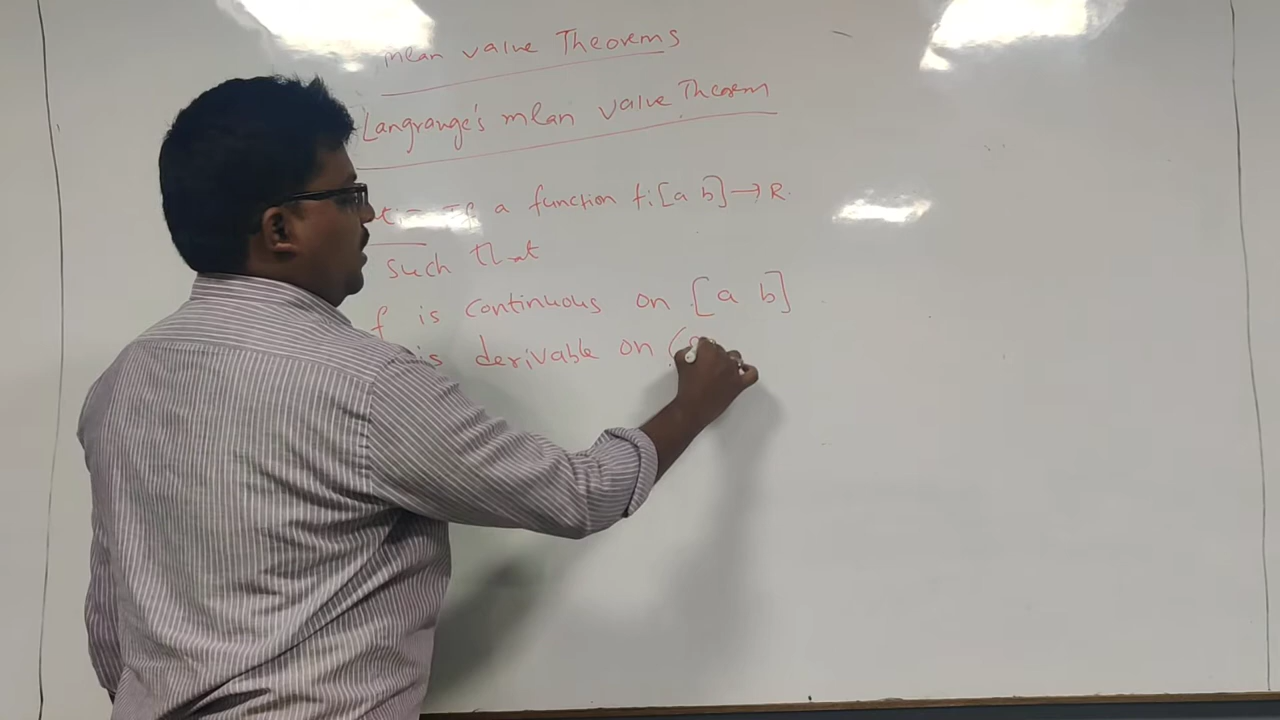 mean value Theorems
Langrange's mean value Theorem
If a function f: [a b] → R.
such that
f is continuous on [a b]
is derivable on (a